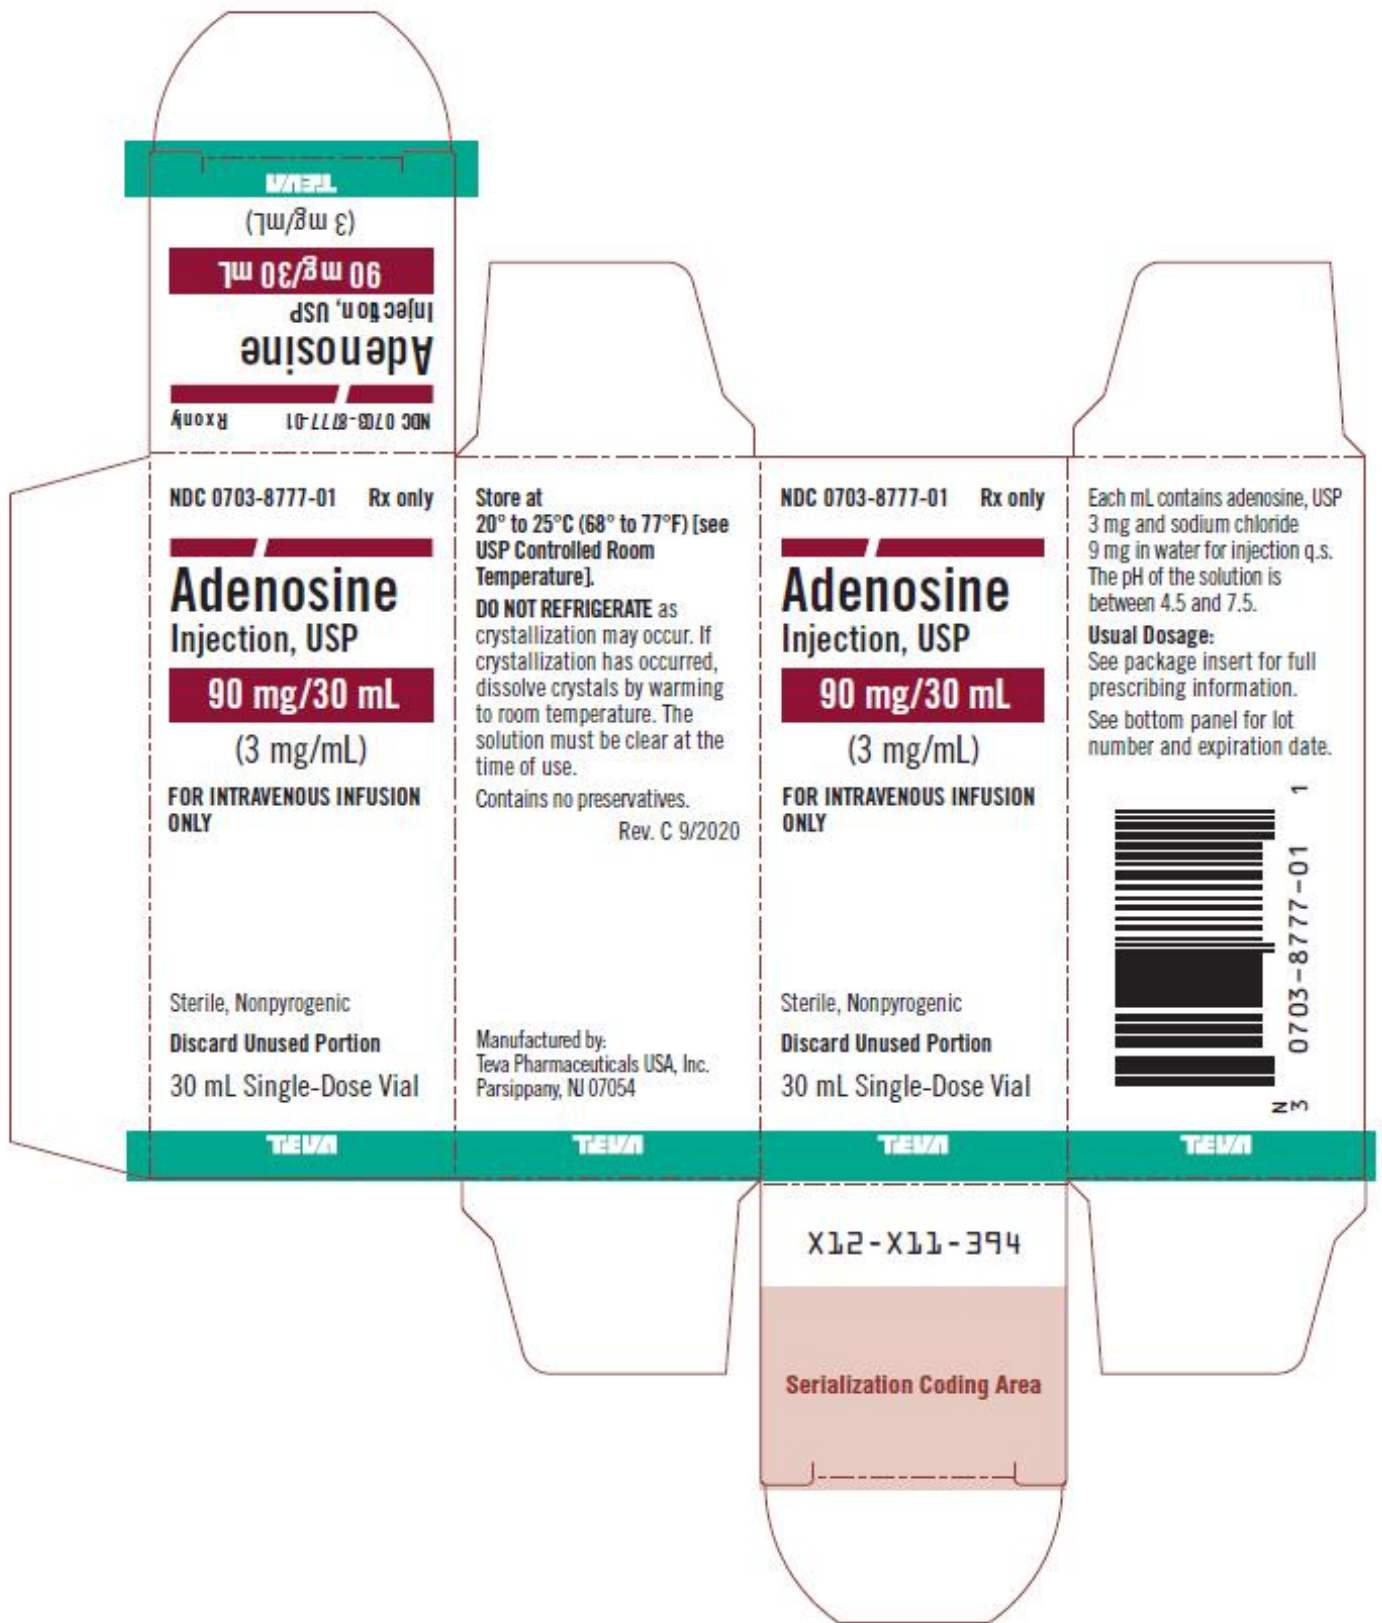 TEVA
(3 mg/mL)
90 mg/30 mL
Injection, USP
Adenosine
NDC 0703-8777-01 Rx only
NDC 0703-8777-01 Rx only
Adenosine
Injection, USP
90 mg/30 mL
(3 mg/mL)
FOR INTRAVENOUS INFUSION
ONLY
Sterile, Nonpyrogenic
Discard Unused Portion
30 mL Single-Dose Vial
TEVA
Store at
20° to 25°C (68° to 77°F) [see
USP Controlled Room
Temperature].
DO NOT REFRIGERATE as
crystallization may occur. If
crystallization has occurred,
dissolve crystals by warming
to room temperature. The
solution must be clear at the
time of use.
Contains no preservatives.
Rev. C 9/2020
Manufactured by:
Teva Pharmaceuticals USA, Inc.
Parsippany, NJ 07054
TEVA
NDC 0703-8777-01 Rx only
Adenosine
Injection, USP
90 mg/30 mL
(3 mg/mL)
FOR INTRAVENOUS INFUSION
ONLY
Sterile, Nonpyrogenic
Discard Unused Portion
30 mL Single-Dose Vial
TEVA
X12-X11-394
Serialization Coding Area
Each mL contains adenosine, USP
3 mg and sodium chloride
9 mg in water for injection q.s.
The pH of the solution is
between 4.5 and 7.5.
Usual Dosage:
See package insert for full
prescribing information.
See bottom panel for lot
number and expiration date.
N
3 0703-8777-01 1
TEVA